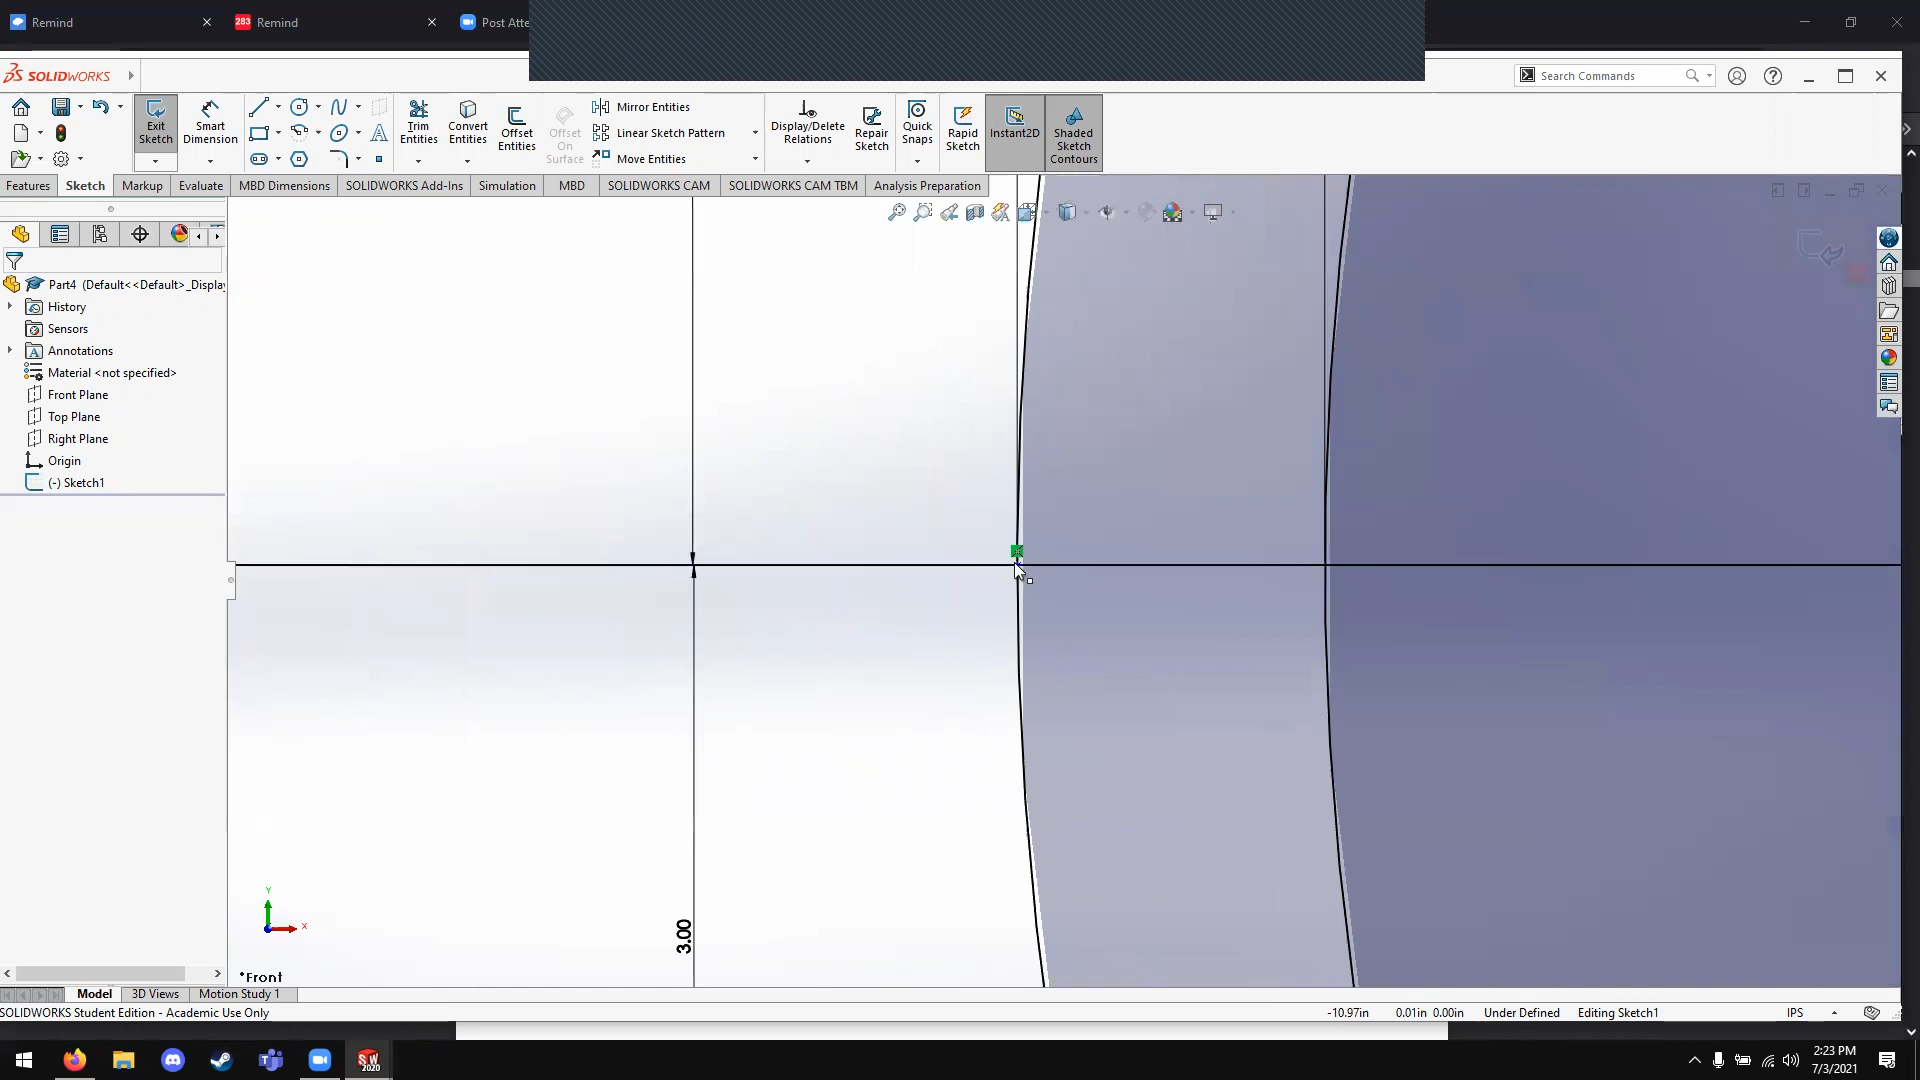 Remind
283 Remind
Post Atte
SOLIDWORKS
Search Commands
Exit Sketch
Smart Dimension
Trim Entities
Convert Entities
Offset Entities
Offset On Surface
Mirror Entities
Linear Sketch Pattern
Move Entities
Display/Delete Relations
Repair Sketch
Quick Snaps
Rapid Sketch
Instant2D
Shaded Sketch Contours
Features
Sketch
Markup
Evaluate
MBD Dimensions
SOLIDWORKS Add-Ins
Simulation
MBD
SOLIDWORKS CAM
SOLIDWORKS CAM TBM
Analysis Preparation
Part4 (Default<<Default>_Display
History
Sensors
Annotations
Material <not specified>
Front Plane
Top Plane
Right Plane
Origin
(-) Sketch1
3.00
Y
X
*Front
Model
3D Views
Motion Study 1
SOLIDWORKS Student Edition - Academic Use Only
-10.97in
0.01in
0.00in
Under Defined
Editing Sketch1
IPS
SW 2020
2:23 PM
7/3/2021